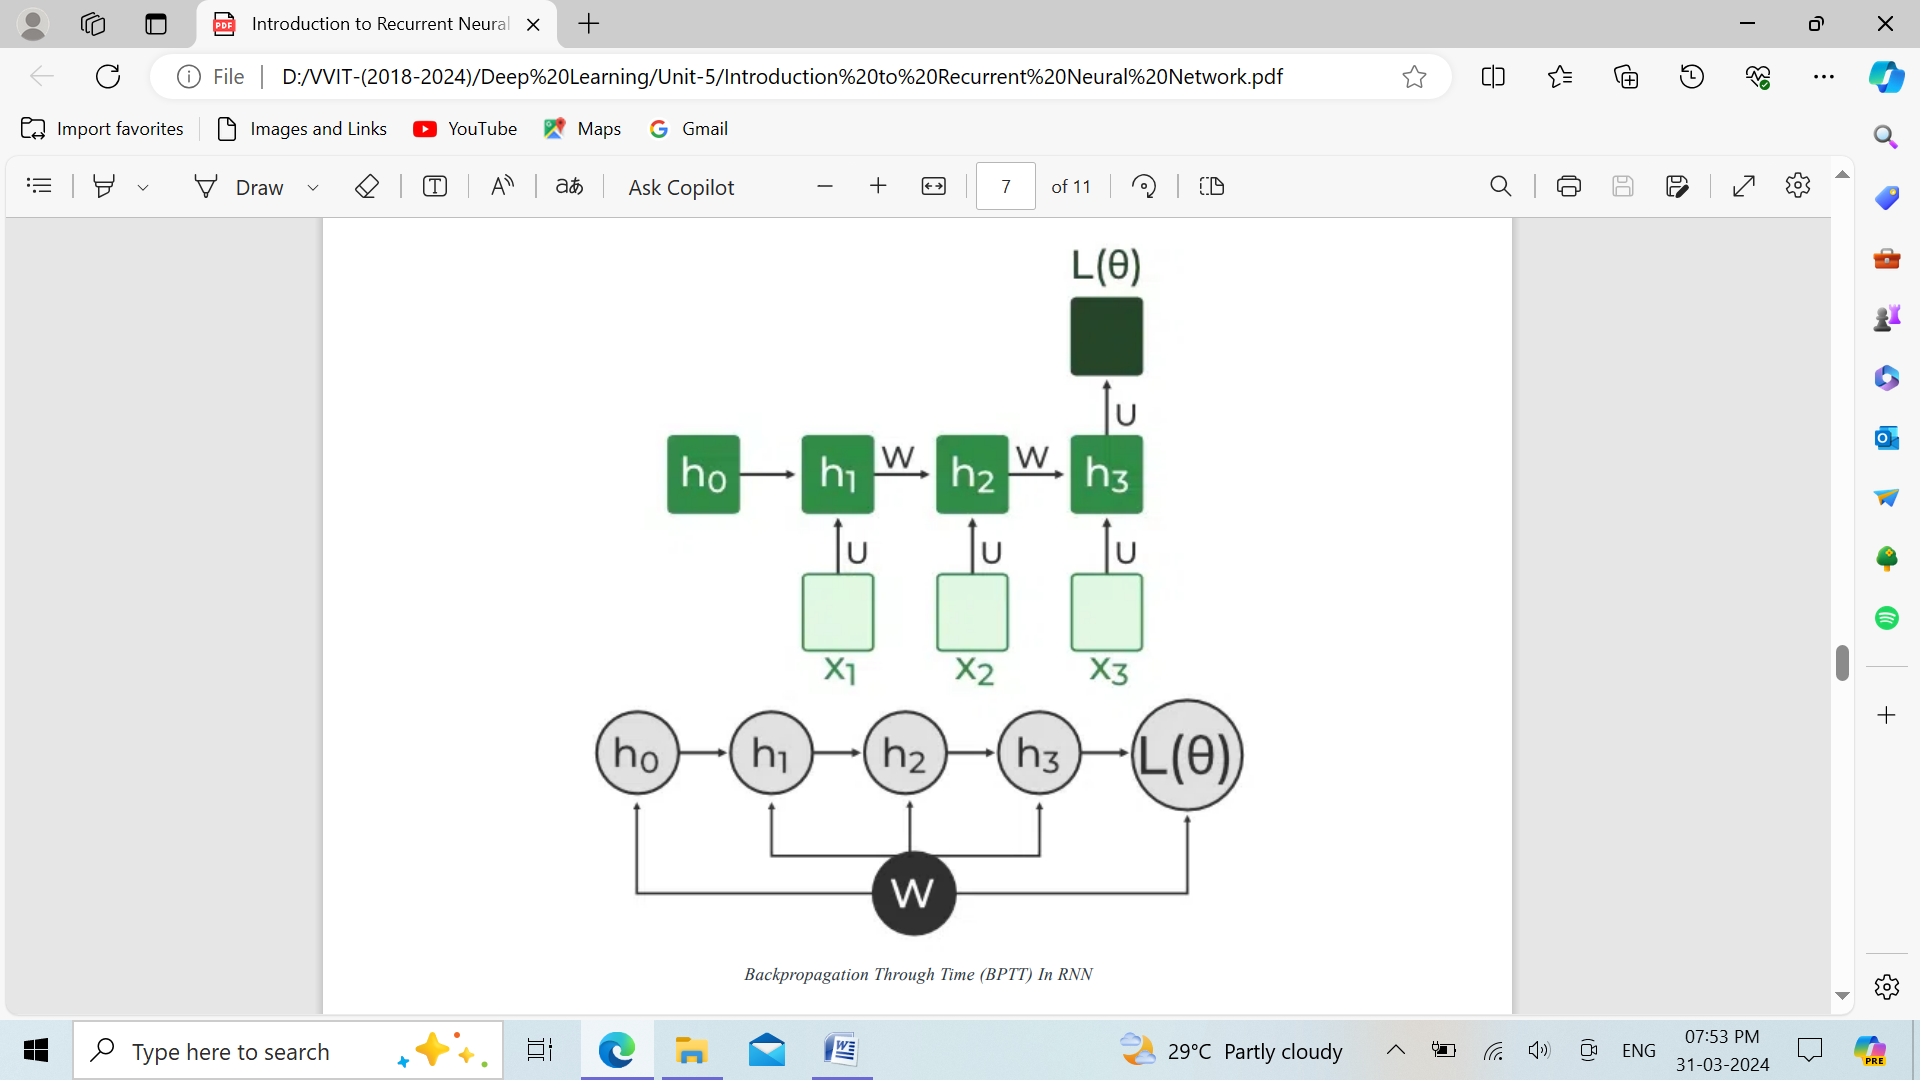 Introduction to Recurrent Neural
File
D:/VVIT-(2018-2024)/Deep%20Learning/Unit-5/Introduction%20to%20Recurrent%20Neural%20Network.pdf
Import favorites
Images and Links
YouTube
Maps
Gmail
Draw
Ask Copilot
7 of 11
L(θ)
U
h0 h1 W h2 W h3
U U U
x1 x2 x3
h0 h1 h2 h3 L(θ)
W
Backpropagation Through Time (BPTT) In RNN
Type here to search
29°C Partly cloudy
ENG
07:53 PM
31-03-2024
PRE